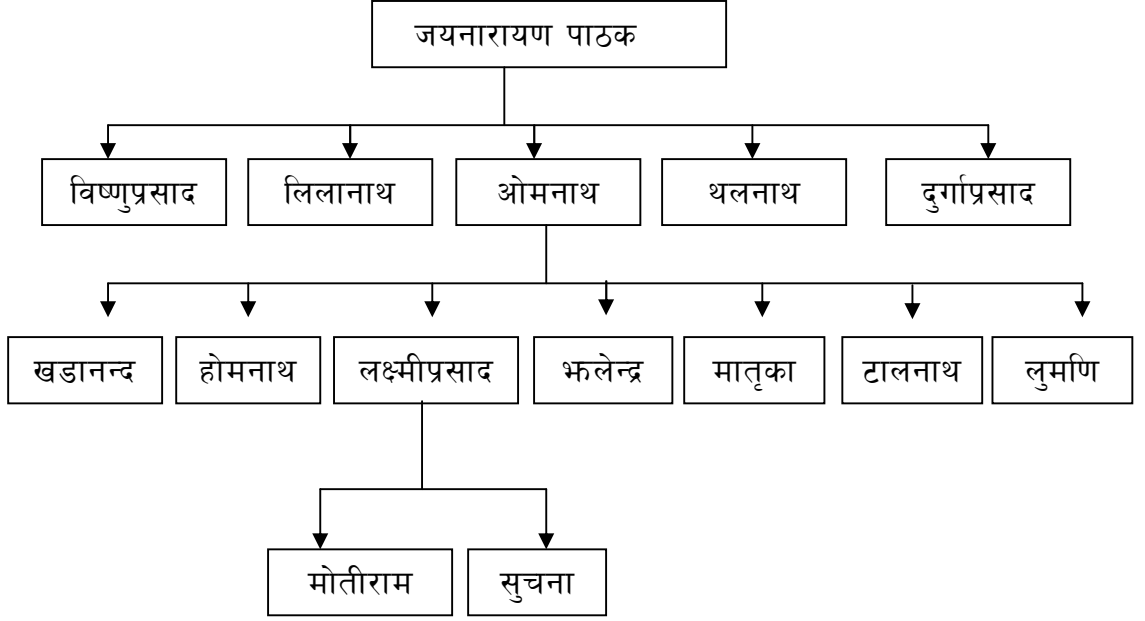 जयनारायण पाठक
विष्णुप्रसाद लिलानाथ ओमनाथ थलनाथ दुर्गाप्रसाद
खडानन्द होमनाथ लक्ष्मीप्रसाद झलेन्द्र मातृका टालनाथ लुमणि
मोतीराम सुचना